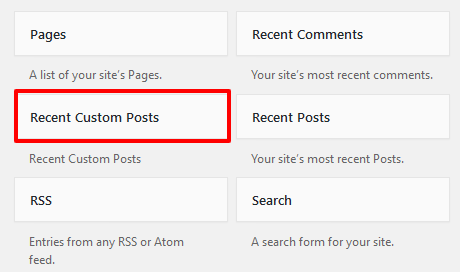 Pages
Recent Comments
A list of your site's Pages.
Your site's most recent comments.
Recent Custom Posts
Recent Posts
Recent Custom Posts
Your site's most recent Posts.
RSS
Search
Entries from any RSS or Atom
feed.
A search form for your site.